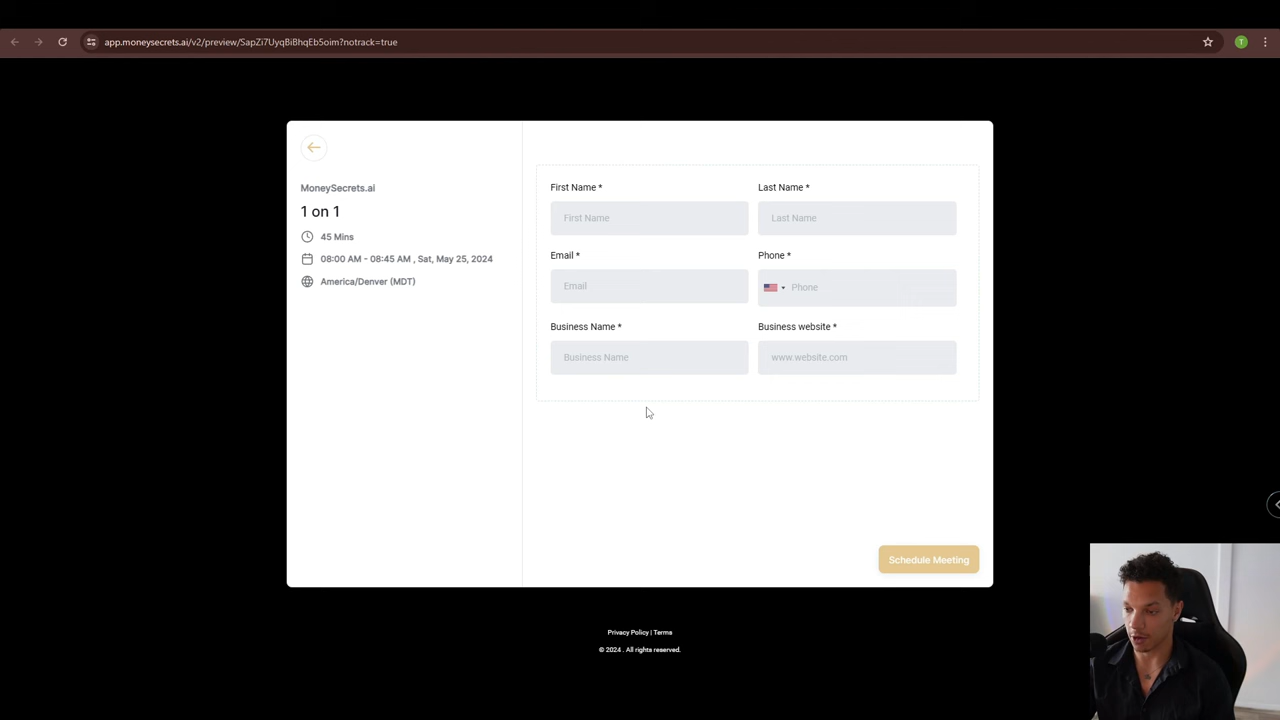 app.moneysecrets.ai/v2/preview/SapZi7UyqBiBhqEb5oim?notrack=true
T
MoneySecrets.ai
1 on 1
45 Mins
08:00 AM - 08:45 AM , Sat, May 25, 2024
America/Denver (MDT)
First Name *
Last Name *
First Name
Last Name
Email *
Phone *
Email
Phone
Business Name *
Business website *
Business Name
www.website.com
Schedule Meeting
Privacy Policy | Terms
© 2024 . All rights reserved.